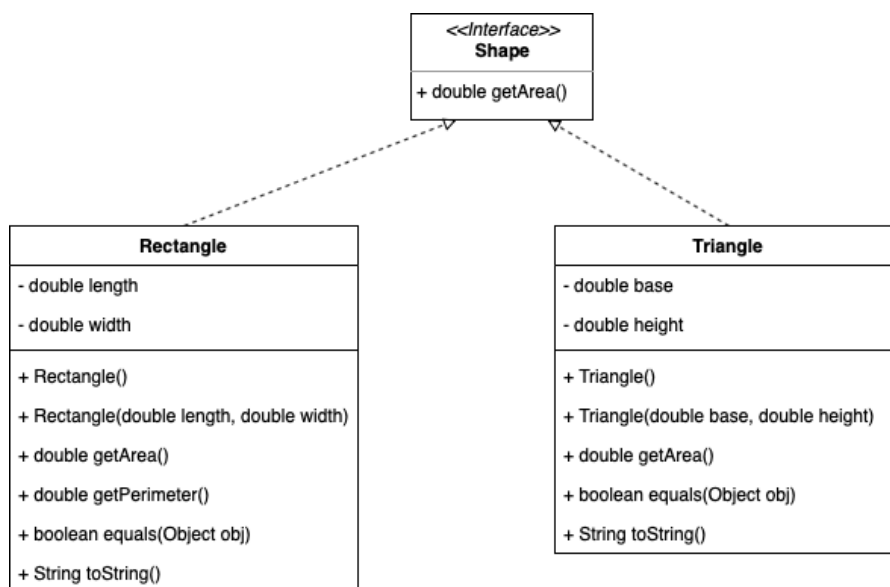 <<Interface>>
Shape
+ double getArea()
Rectangle
- double length
- double width
+ Rectangle()
+ Rectangle(double length, double width)
+ double getArea()
+ double getPerimeter()
+ boolean equals(Object obj)
+ String toString()
Triangle
- double base
- double height
+ Triangle()
+ Triangle(double base, double height)
+ double getArea()
+ boolean equals(Object obj)
+ String toString()